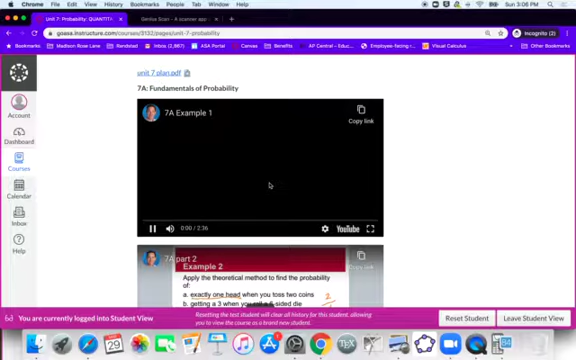 Chrome File Edit View History Bookmarks People Tab Window Help
Sun 3:06 PM
Unit 7: Probability: QUANTITA
Genius Scan - A scanner app
goasa.instructure.com/courses/3132/pages/unit-7-probability
Incognito
Bookmarks Madison Rose Lane Rostrah Inbox ASA Portal Canvas Benefits AP Central - Educ... Employee-facing r... Visual Calculus Other Bookmarks
Account
Dashboard
Courses
Calendar
Inbox
Help
unit 7 plan.pdf
7A: Fundamentals of Probability
7A Example 1
Copy link
0:00 / 2:36
YouTube
7A part 2
Copy link
Example 2
Apply the theoretical method to find the probability
of:
a. exactly one head when you toss two coins
b. getting a 3 when you roll a 6 sided die
You are currently logged into Student View
Resetting the test student will clear all history for this student, allowing
you to view the course as a brand new student.
Reset Student
Leave Student View